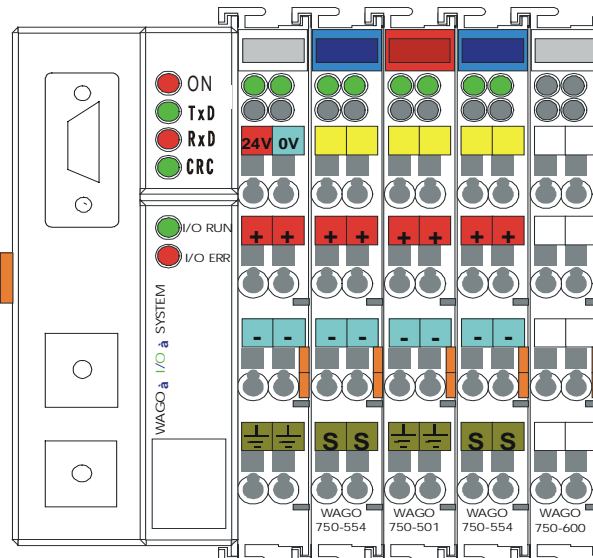 ON
TxD
RxD
CRC
I/O RUN
I/O ERR
WAGO à I/O à SYSTEM
24V 0V
+ + + + + + + +
- - - - - - - -
S S S S
WAGO
750-554
WAGO
750-501
WAGO
750-554
WAGO
750-600